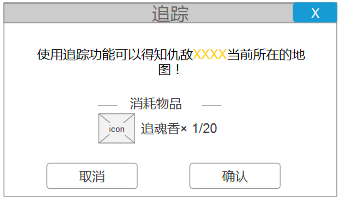 追踪
X
使用追踪功能可以得知仇敌XXXX当前所在的地
图！
消耗物品
icon
追魂香× 1/20
取消
确认